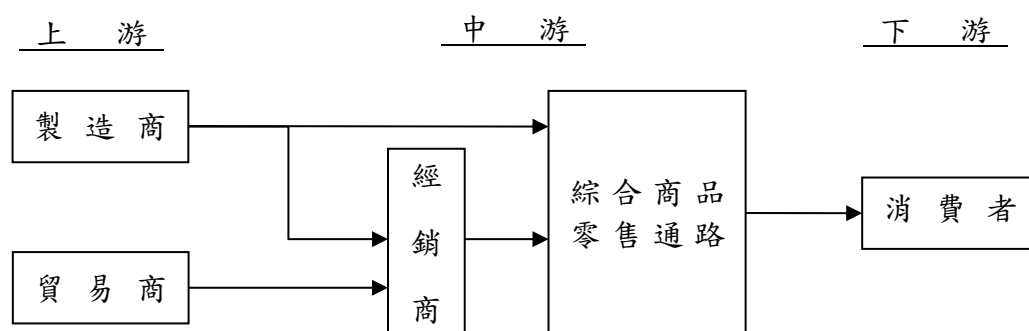 上 游
中 游
下 游
製 造 商
經
銷
商
綜合商品
零售通路
消 費 者
貿 易 商